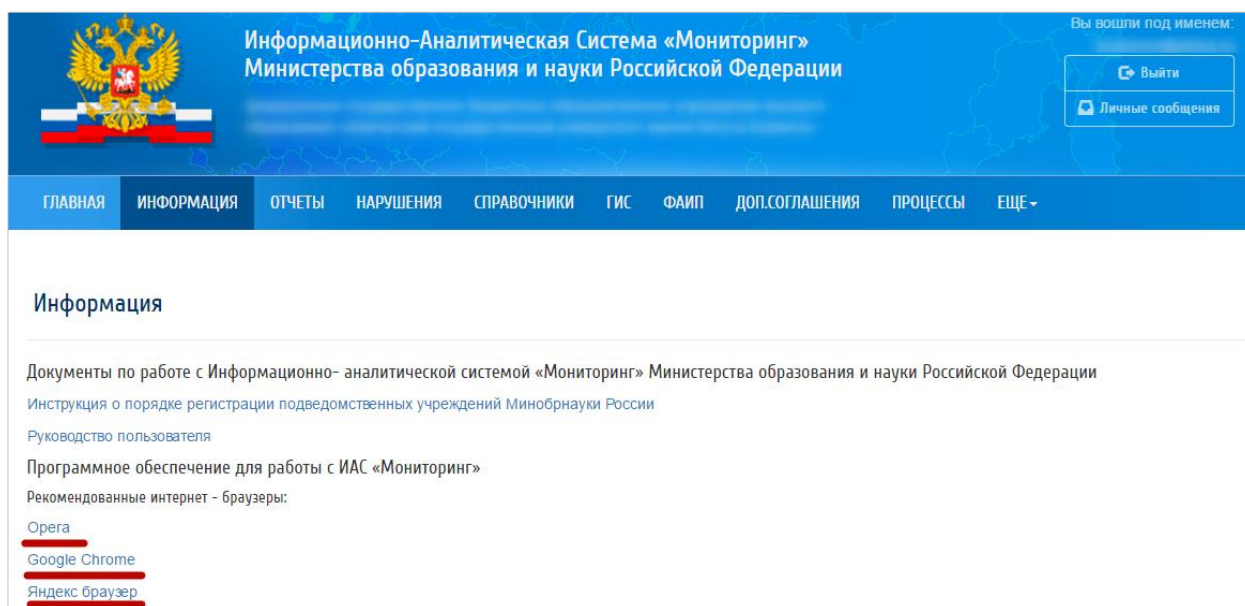 Информационно-Аналитическая Система «Мониторинг»
Министерства образования и науки Российской Федерации
Вы вошли под именем:
Выйти
Личные сообщения
ГЛАВНАЯ ИНФОРМАЦИЯ ОТЧЕТЫ НАРУШЕНИЯ СПРАВОЧНИКИ ГИС ФАИП ДОП.СОГЛАШЕНИЯ ПРОЦЕССЫ ЕЩЕ
Информация
Документы по работе с Информационно- аналитической системой «Мониторинг» Министерства образования и науки Российской Федерации
Инструкция о порядке регистрации подведомственных учреждений Минобрнауки России
Руководство пользователя
Программное обеспечение для работы с ИАС «Мониторинг»
Рекомендованные интернет - браузеры:
Opera
Google Chrome
Яндекс браузер